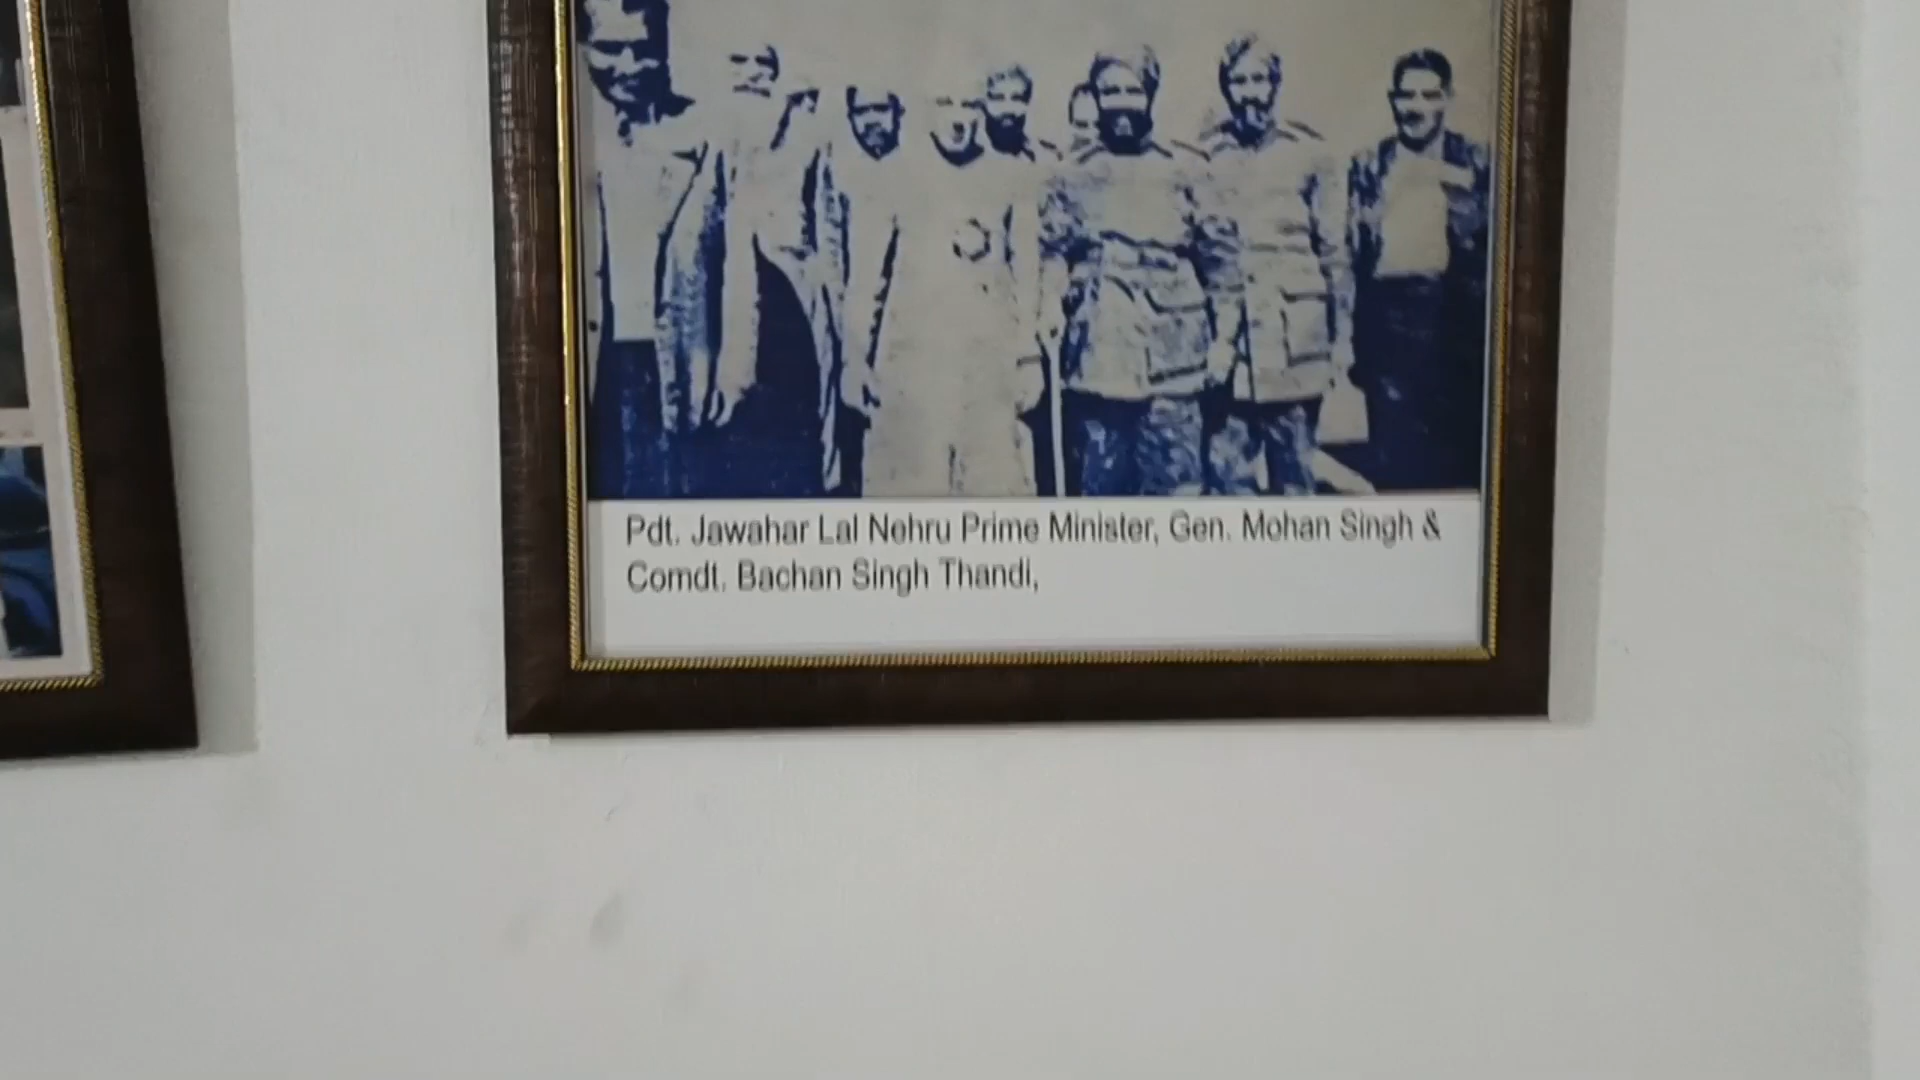 Pdt. Jawahar Lal Nehru Prime Minister, Gen. Mohan Singh &
Comdt. Bachan Singh Thandi,